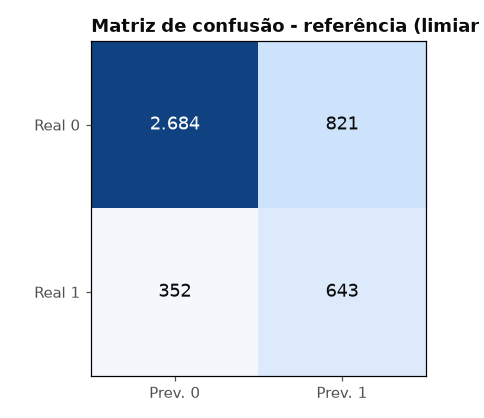 Matriz de confusão - referência (limiar
Real 0
2.684
821
Real 1
352
643
Prev. 0
Prev. 1